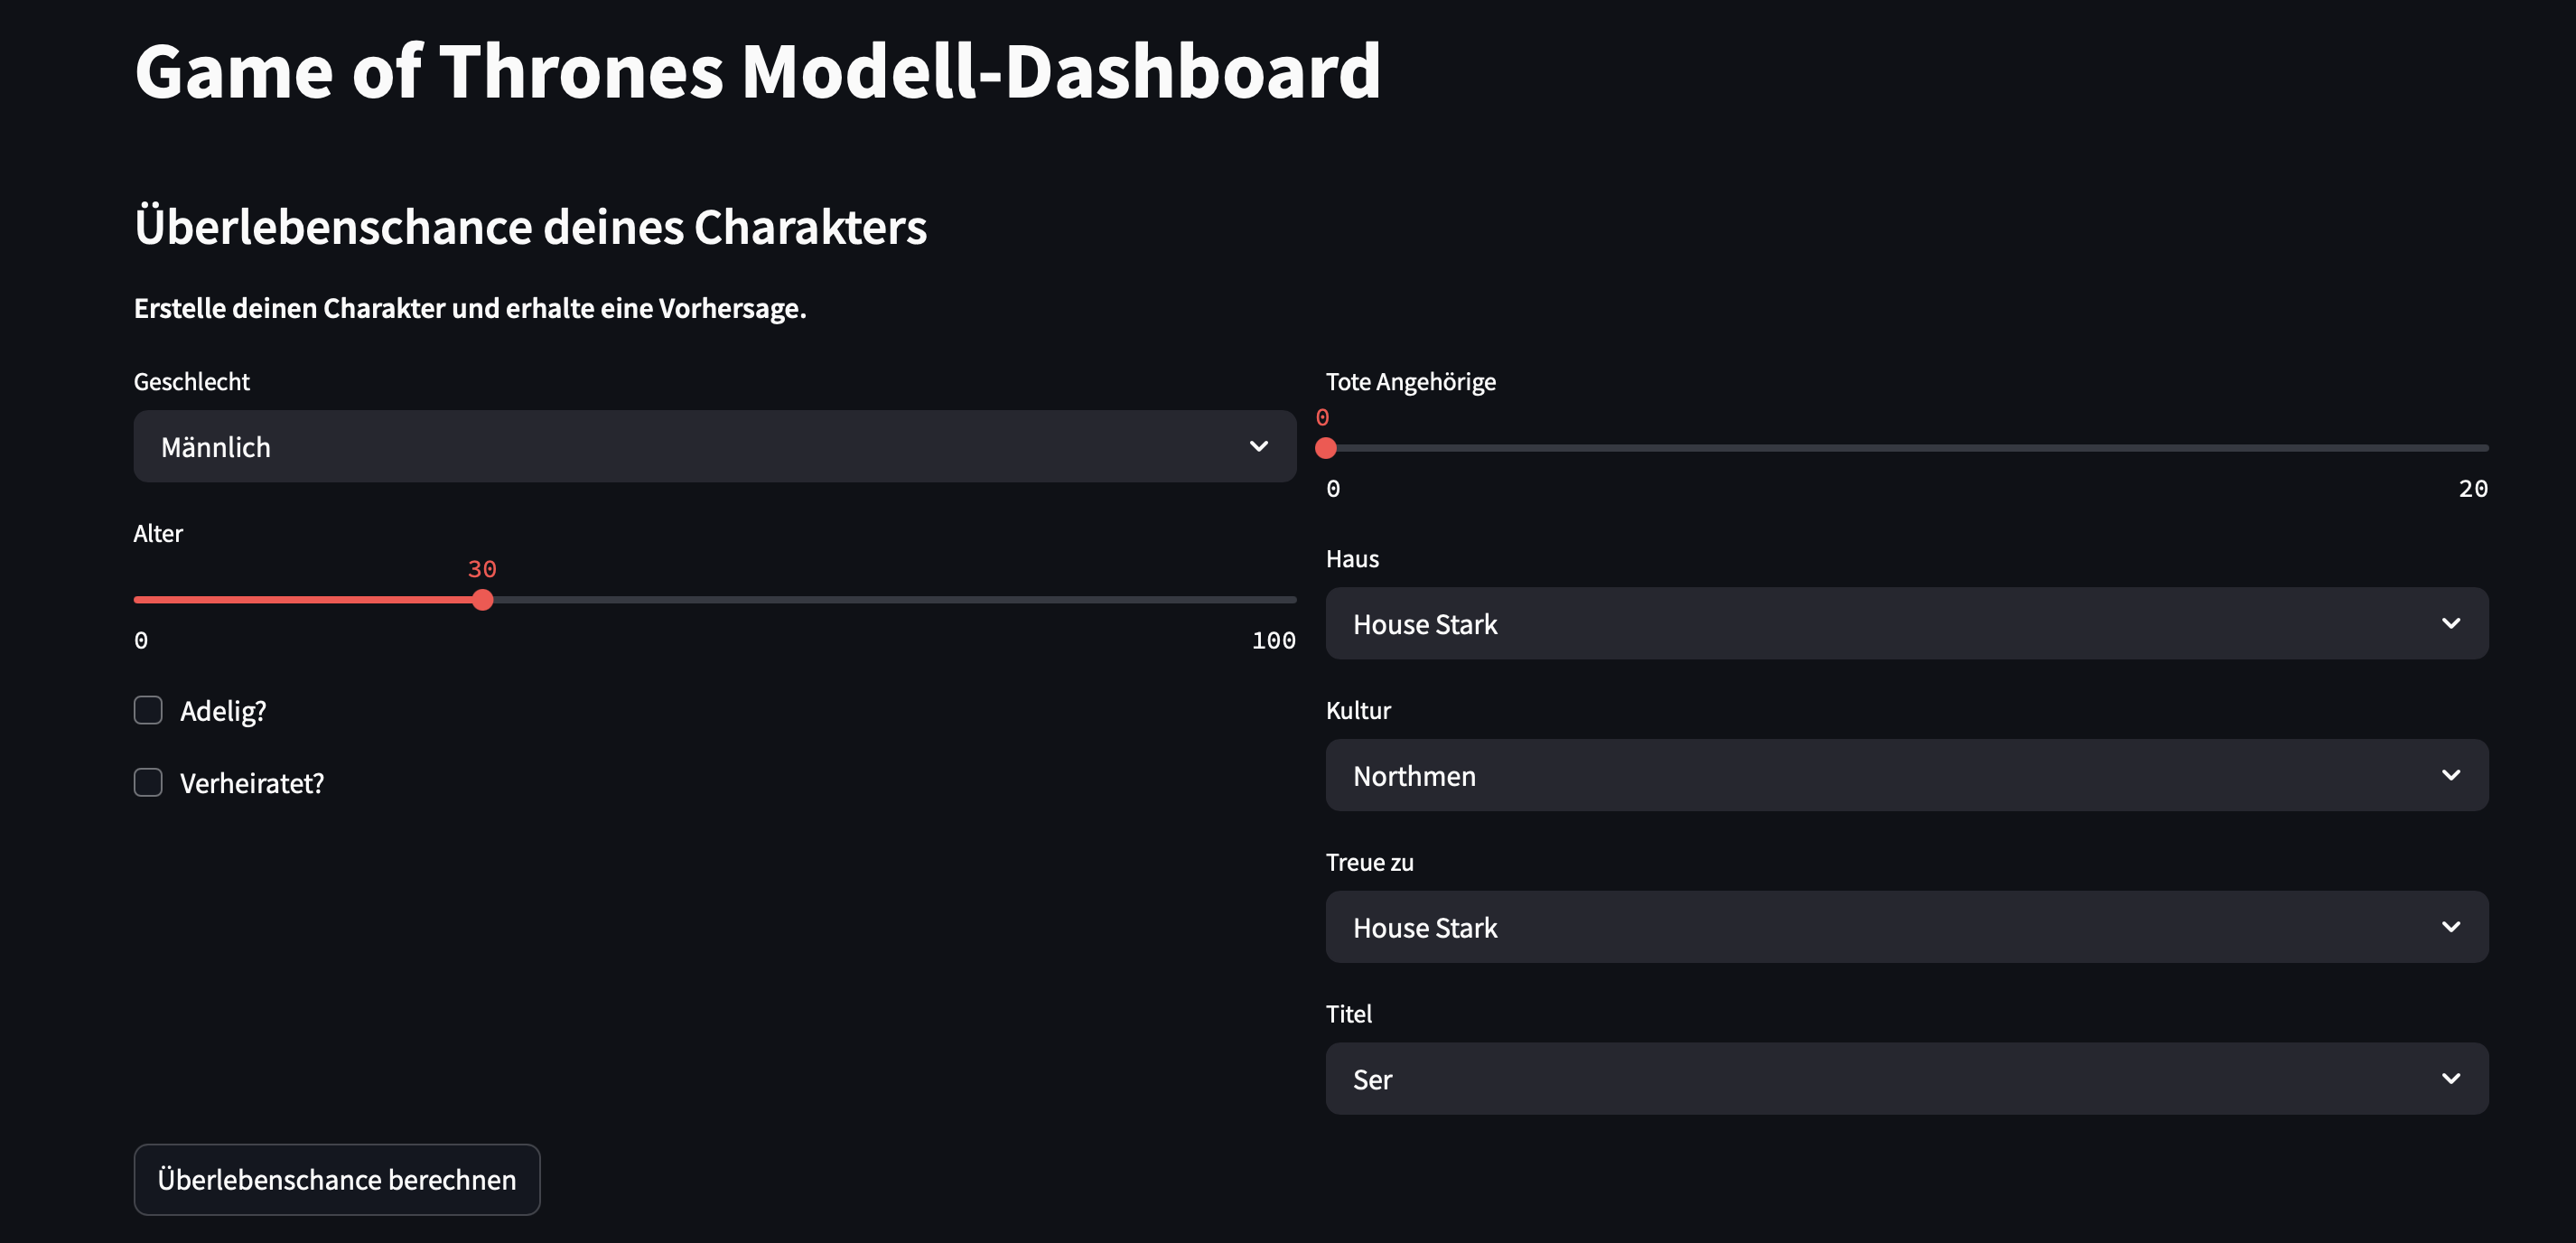 Game of Thrones Modell-Dashboard
Überlebenschance deines Charakters
Erstelle deinen Charakter und erhalte eine Vorhersage.
Geschlecht
Männlich
Alter
30
0
100
Adelig?
Verheiratet?
Tote Angehörige
0
0
20
Haus
House Stark
Kultur
Northmen
Treue zu
House Stark
Titel
Ser
Überlebenschance berechnen